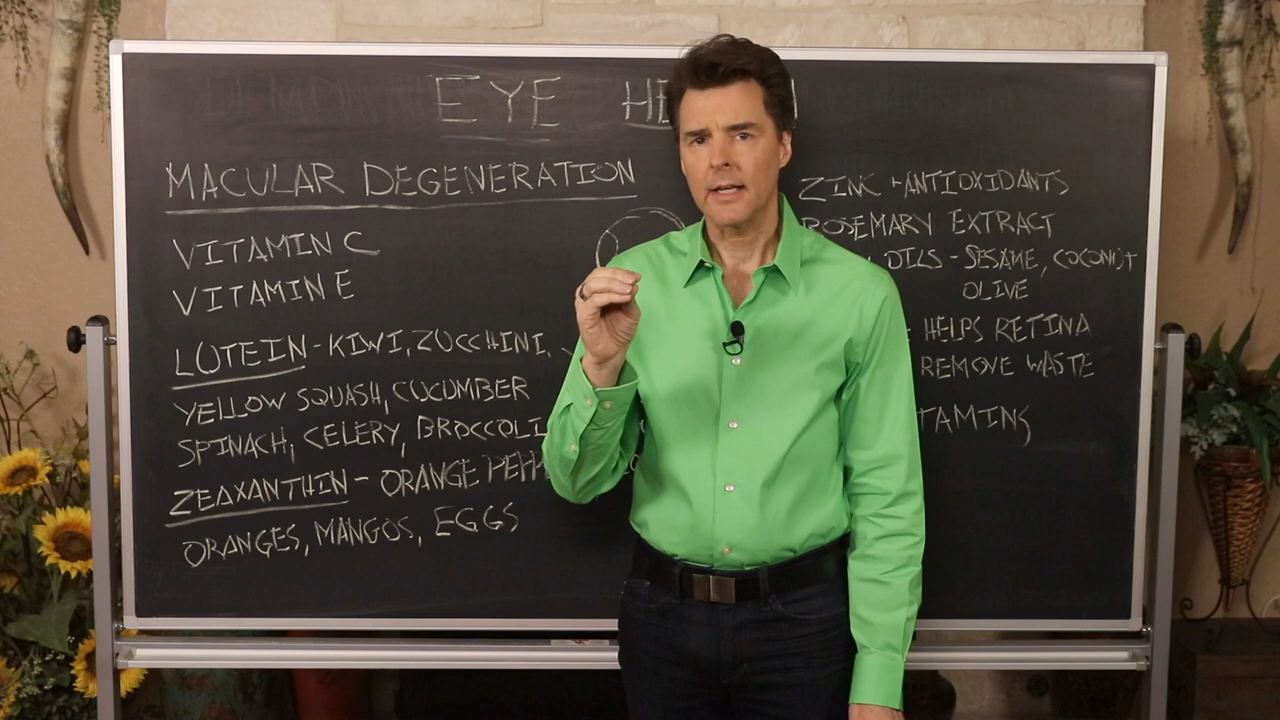 EYE
MACULAR DEGENERATION
VITAMIN C
VITAMIN E
LUTEIN - KIWI, ZUCCHINI,
YELLOW SQUASH, CUCUMBER
SPINACH, CELERY, BROCCOLI
ZEAXANTHIN - ORANGE
ORANGES, MANGOS, EGGS
ZINC + ANTIOXIDANTS
ROSEMARY EXTRACT
OILS - SESAME, COCONUT
OLIVE
HELPS RETINA
REMOVE WASTE